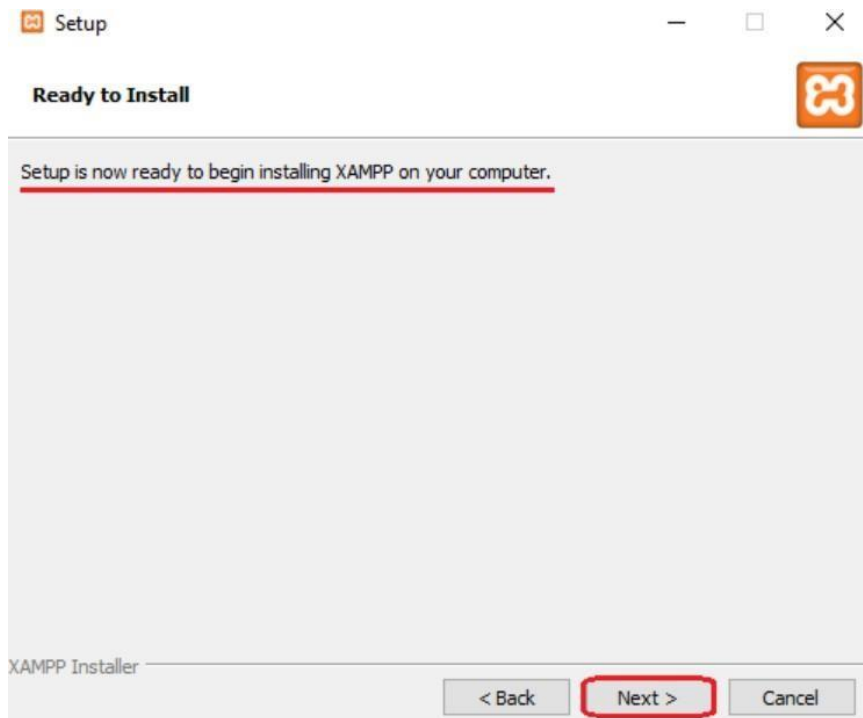 Setup
Ready to Install
Setup is now ready to begin installing XAMPP on your computer.
XAMPP Installer
< Back Next > Cancel